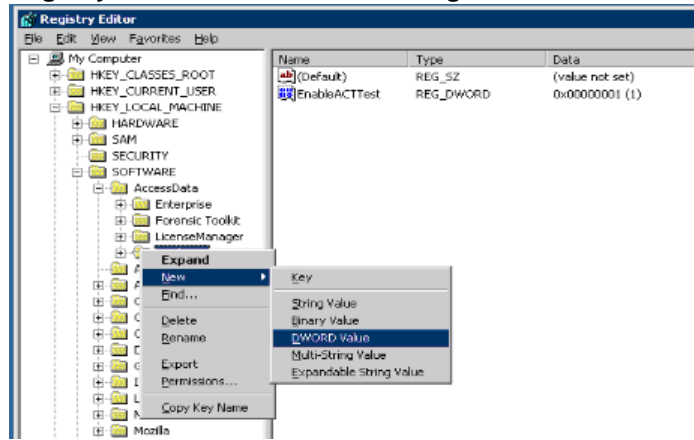 Registry Editor
File Edit View Favorites Help
My Computer
HKEY_CLASSES_ROOT
HKEY_CURRENT_USER
HKEY_LOCAL_MACHINE
HARDWARE
SAM
SECURITY
SOFTWARE
AccessData
Enterprise
Forensic Toolkit
LicenseManager
Mozilla
Name Type Data
(Default) REG_SZ (value not set)
EnableACTTest REG_DWORD 0x00000001 (1)
Expand
New
Find...
Delete
Rename
Export
Permissions...
Copy Key Name
Key
String Value
Binary Value
DWORD Value
Multi-String Value
Expandable String Value